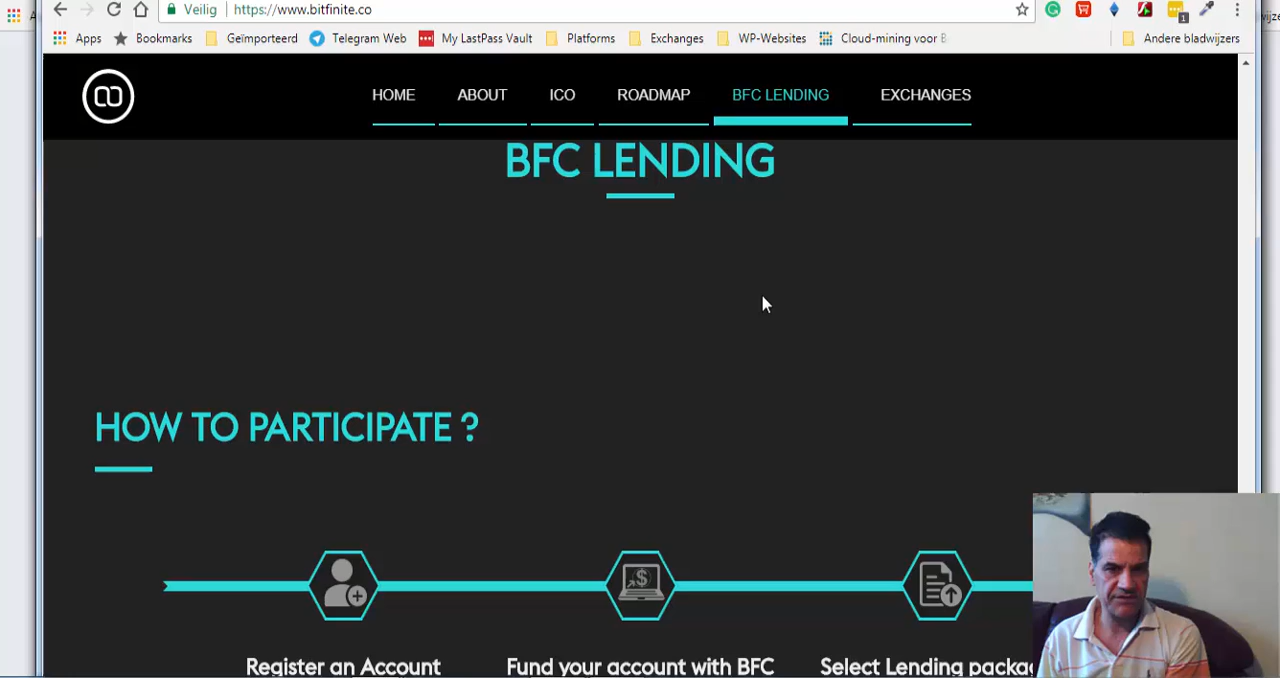 Veilig https://www.bitfinite.co
1
Apps Bookmarks Geïmporteerd Telegram Web My LastPass Vault Platforms Exchanges WP-Websites Cloud-mining voor Andere bladwijzers
HOME ABOUT ICO ROADMAP BFC LENDING EXCHANGES
BFC LENDING
HOW TO PARTICIPATE ?
Register an Account Fund your account with BFC Select Lending